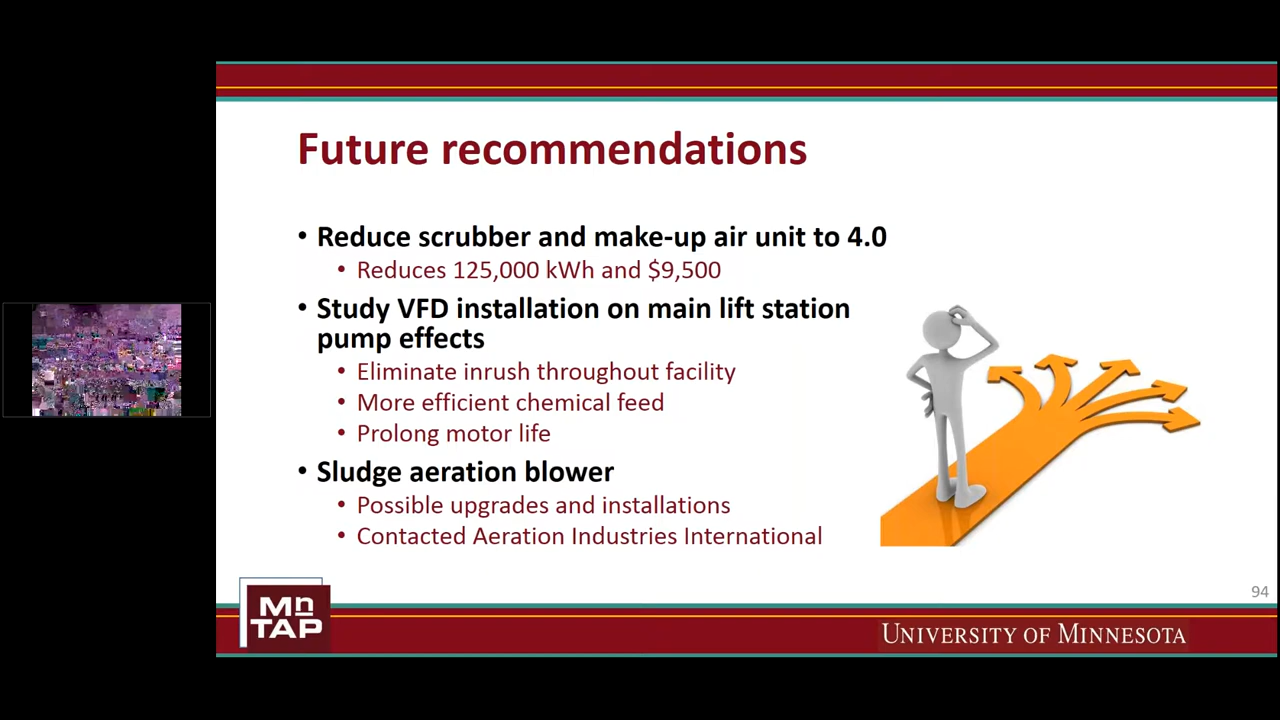 Future recommendations
• Reduce scrubber and make-up air unit to 4.0
• Reduces 125,000 kWh and $9,500
• Study VFD installation on main lift station
pump effects
• Eliminate inrush throughout facility
• More efficient chemical feed
• Prolong motor life
• Sludge aeration blower
• Possible upgrades and installations
• Contacted Aeration Industries International
94
Mn
TAP
UNIVERSITY OF MINNESOTA